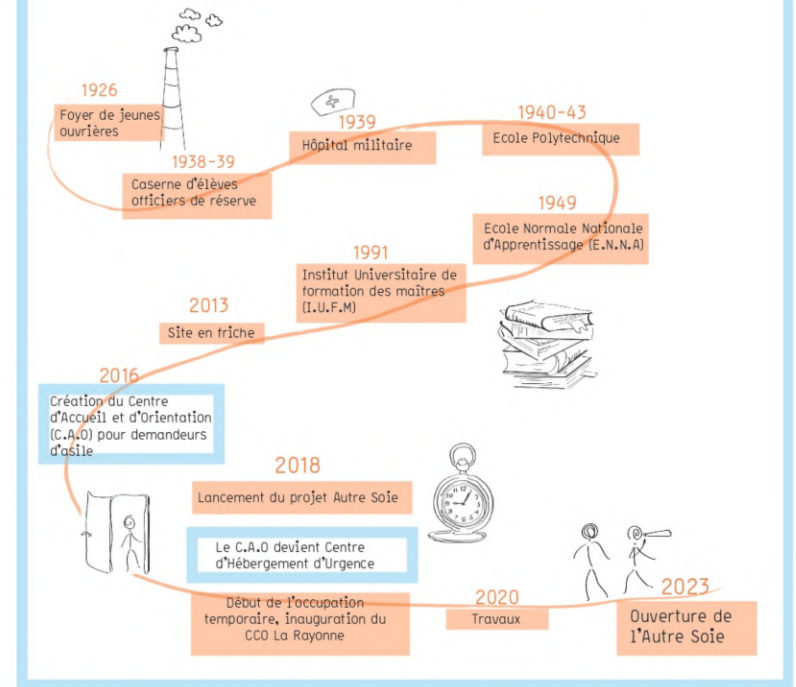 1926
Foyer de jeunes
ouvrières
1938-39
Caserne d'élèves
officiers de réserve
1939
Hôpital militaire
1940-43
Ecole Polytechnique
1949
Ecole Normale Nationale
d'Apprentissage (E.N.N.A)
1991
Institut Universitaire de
formation des maîtres
(I.U.F.M)
2013
Site en friche
2016
Création du Centre
d'Accueil et d'Orientation
(C.A.O) pour demandeurs
d'asile
2018
Lancement du projet Autre Soie
Le C.A.O devient Centre
d'Hébergement d'Urgence
Début de l'occupation
temporaire, inauguration du
CCO La Rayonne
2020
Travaux
2023
Ouverture de
l'Autre Soie